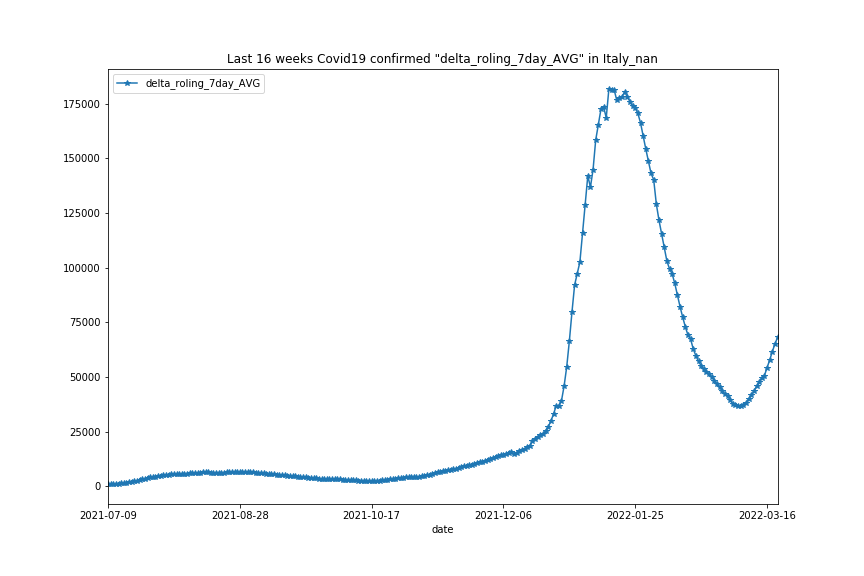 Last 16 weeks Covid19 confirmed "delta_roling_7day_AVG" in Italy_nan
delta_roling_7day_AVG
175000
150000
125000
100000
75000
50000
25000
0
2021-07-09 2021-08-28 2021-10-17 2021-12-06 2022-01-25 2022-03-16
date